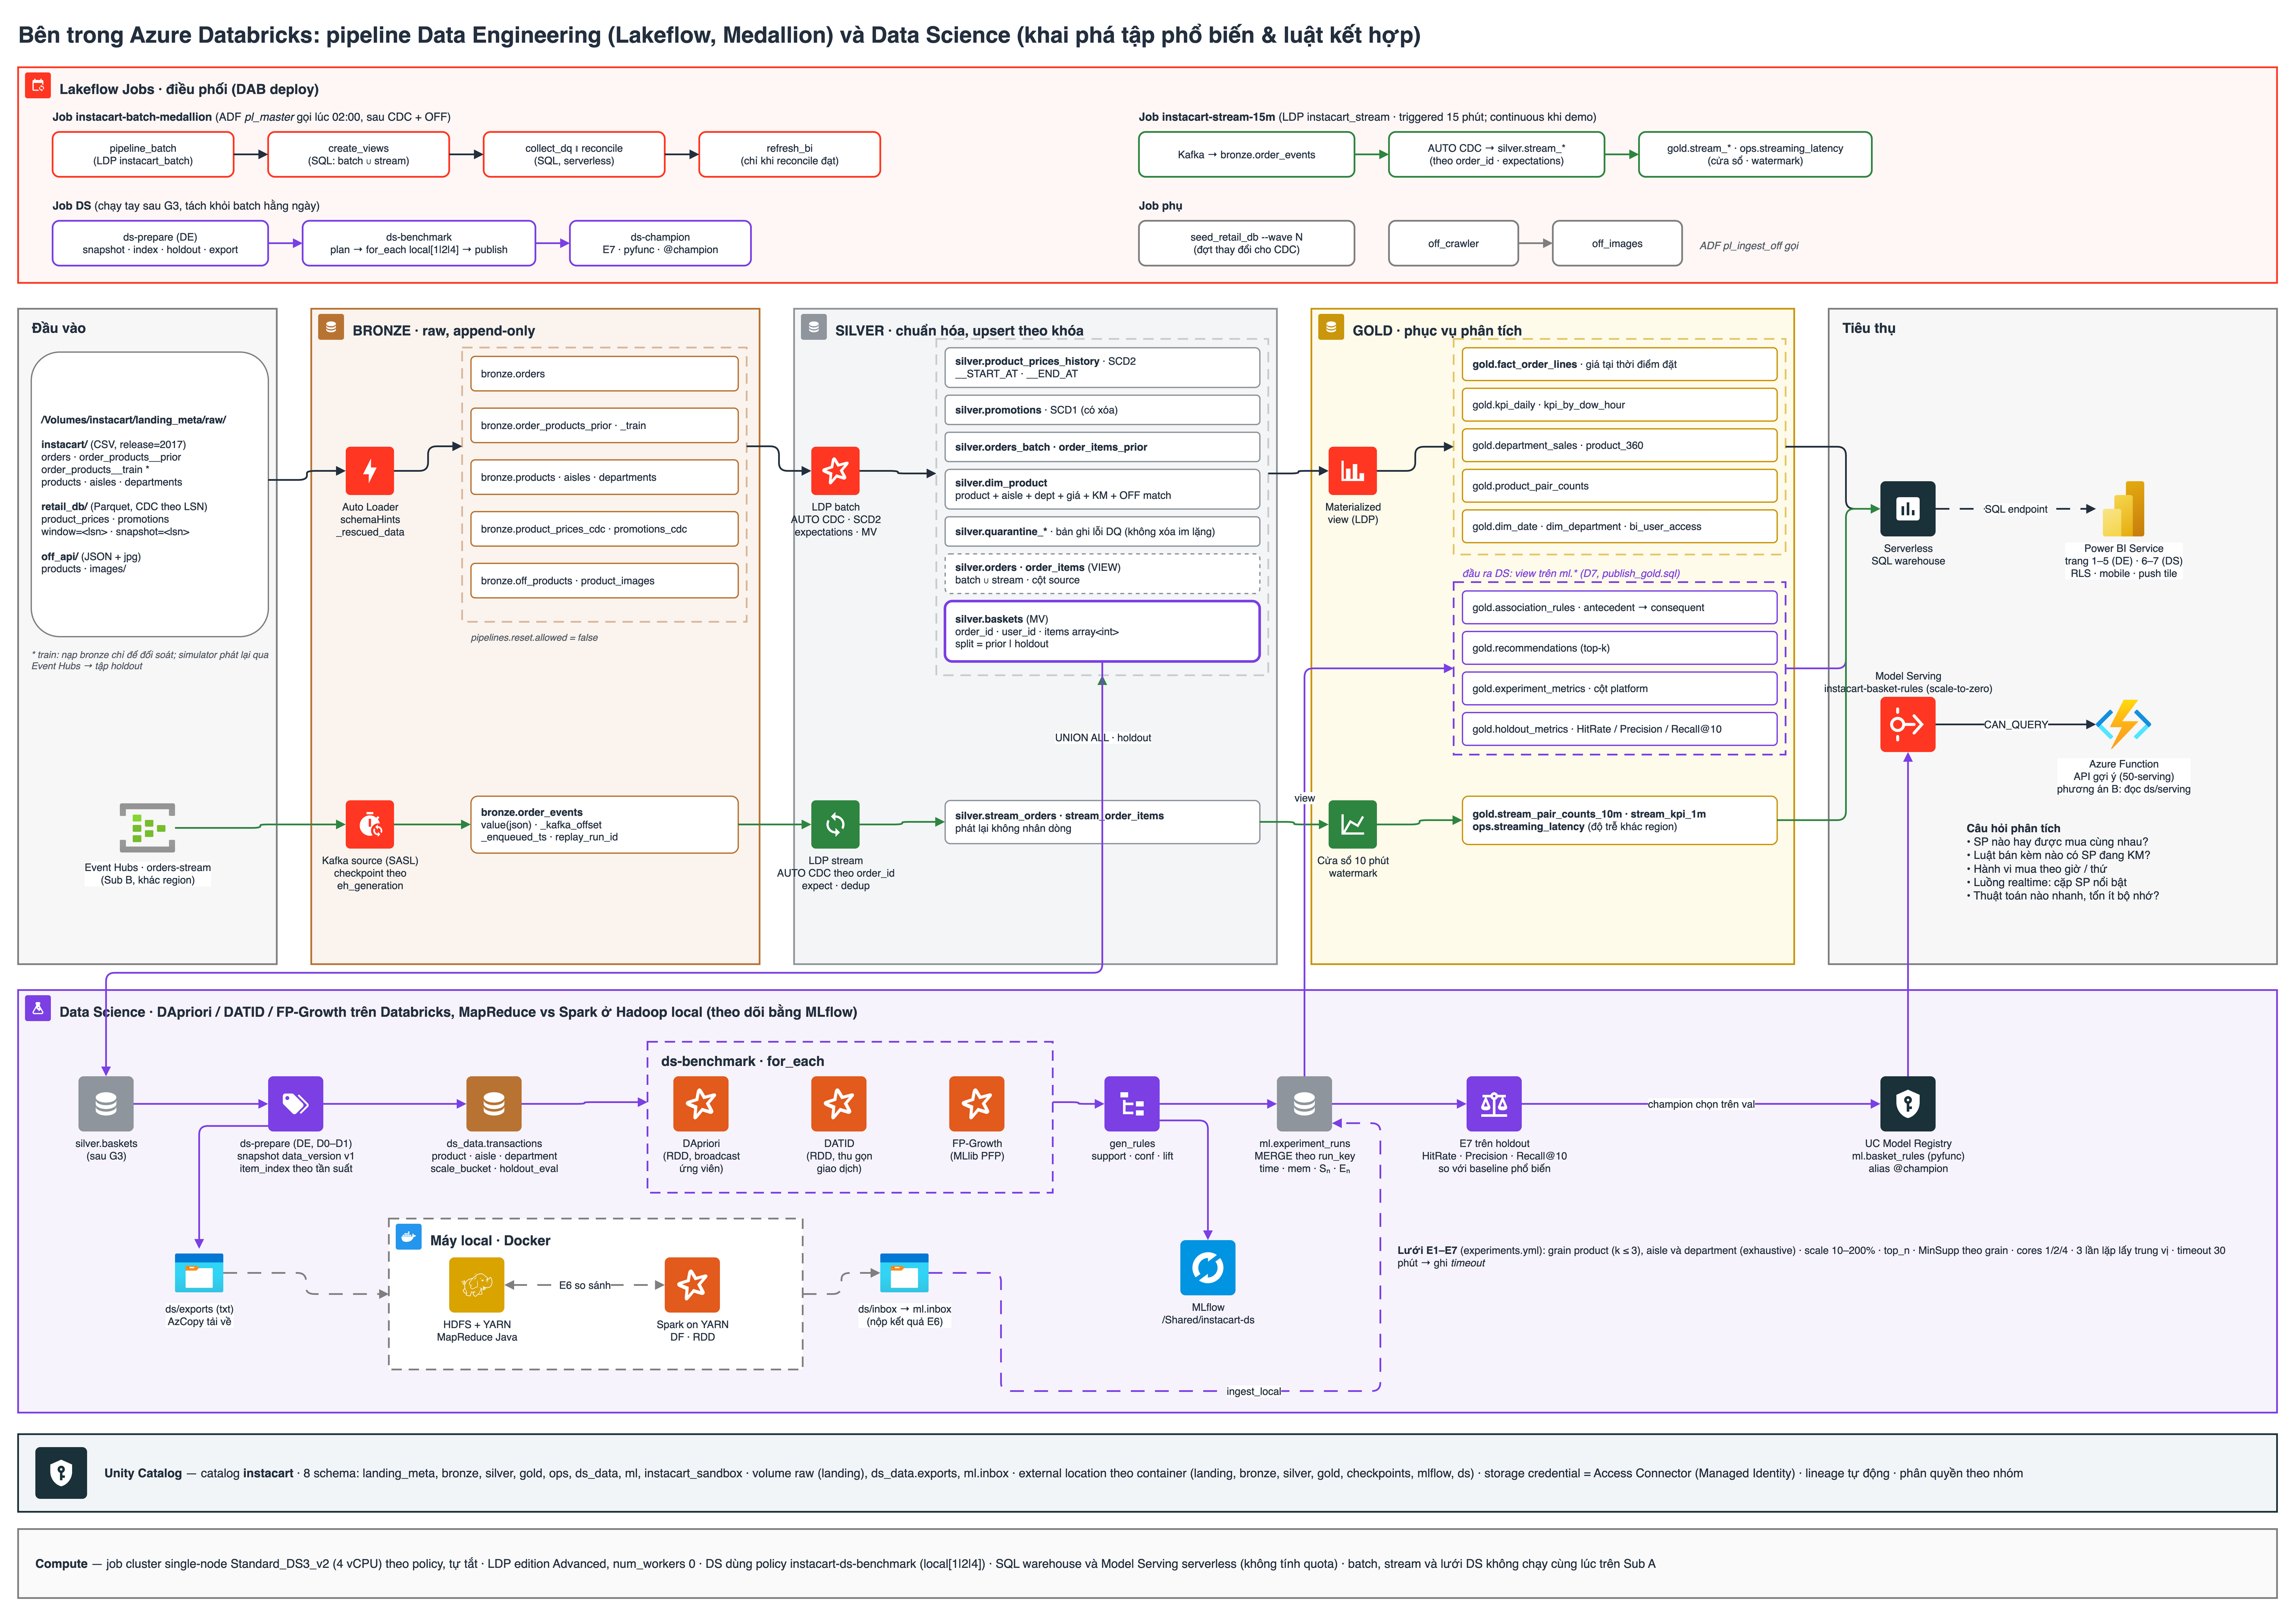 Bên trong Azure Databricks: pipeline Data Engineering (Lakeflow, Medallion) và Data Science (khai phá tập phổ biến & luật kết hợp)
Lakeflow Jobs · điều phối (DAB deploy)
Job instacart-batch-medallion (ADF pl_master gọi lúc 02:00, sau CDC + OFF)
pipeline_batch
(LDP instacart_batch)
create_views
(SQL: batch ∪ stream)
collect_dq ‖ reconcile
(SQL, serverless)
refresh_bi
(chỉ khi reconcile đạt)
Job instacart-stream-15m (LDP instacart_stream · triggered 15 phút; continuous khi demo)
Kafka → bronze.order_events
AUTO CDC → silver.stream_*
(theo order_id · expectations)
gold.stream_* · ops.streaming_latency
(cửa sổ · watermark)
Job DS (chạy tay sau G3, tách khỏi batch hằng ngày)
ds-prepare (DE)
snapshot · index · holdout · export
ds-benchmark
plan → for_each local[1|2|4] → publish
ds-champion
E7 · pyfunc · @champion
Job phụ
seed_retail_db --wave N
(đợt thay đổi cho CDC)
off_crawler
off_images
ADF pl_ingest_off gọi
Đầu vào
/Volumes/instacart/landing_meta/raw/
instacart/ (CSV, release=2017)
orders · order_products__prior
order_products__train *
products · aisles · departments
retail_db/ (Parquet, CDC theo LSN)
product_prices · promotions
window=<lsn> · snapshot=<lsn>
off_api/ (JSON + jpg)
products · images/
* train: nạp bronze chỉ để đối soát; simulator phát lại qua
Event Hubs → tập holdout
Event Hubs · orders-stream
(Sub B, khác region)
BRONZE · raw, append-only
Auto Loader
schemaHints
_rescued_data
bronze.orders
bronze.order_products_prior · _train
bronze.products · aisles · departments
bronze.product_prices_cdc · promotions_cdc
bronze.off_products · product_images
pipelines.reset.allowed = false
Kafka source (SASL)
checkpoint theo
eh_generation
bronze.order_events
value(json) · _kafka_offset
_enqueued_ts · replay_run_id
SILVER · chuẩn hóa, upsert theo khóa
LDP batch
AUTO CDC · SCD2
expectations · MV
silver.product_prices_history · SCD2
__START_AT · __END_AT
silver.promotions · SCD1 (có xóa)
silver.orders_batch · order_items_prior
silver.dim_product
product + aisle + dept + giá + KM + OFF match
silver.quarantine_* · bản ghi lỗi DQ (không xóa im lặng)
silver.orders · order_items (VIEW)
batch ∪ stream · cột source
silver.baskets (MV)
order_id · user_id · items array<int>
split = prior | holdout
UNION ALL · holdout
LDP stream
AUTO CDC theo order_id
expect · dedup
silver.stream_orders · stream_order_items
phát lại không nhân dòng
GOLD · phục vụ phân tích
Materialized
view (LDP)
gold.fact_order_lines · giá tại thời điểm đặt
gold.kpi_daily · kpi_by_dow_hour
gold.department_sales · product_360
gold.product_pair_counts
gold.dim_date · dim_department · bi_user_access
đầu ra DS: view trên ml.* (D7, publish_gold.sql)
gold.association_rules · antecedent → consequent
gold.recommendations (top-k)
gold.experiment_metrics · cột platform
gold.holdout_metrics · HitRate / Precision / Recall@10
view
Cửa sổ 10 phút
watermark
gold.stream_pair_counts_10m · stream_kpi_1m
ops.streaming_latency (độ trễ khác region)
Tiêu thụ
Serverless
SQL warehouse
SQL endpoint
Power BI Service
trang 1–5 (DE) · 6–7 (DS)
RLS · mobile · push tile
Model Serving
instacart-basket-rules (scale-to-zero)
CAN_QUERY
Azure Function
API gợi ý (50-serving)
phương án B: đọc ds/serving
Câu hỏi phân tích
• SP nào hay được mua cùng nhau?
• Luật bán kèm nào có SP đang KM?
• Hành vi mua theo giờ / thứ
• Luồng realtime: cặp SP nổi bật
• Thuật toán nào nhanh, tốn ít bộ nhớ?
Data Science · DApriori / DATID / FP-Growth trên Databricks, MapReduce vs Spark ở Hadoop local (theo dõi bằng MLflow)
silver.baskets
(sau G3)
ds-prepare (DE, D0–D1)
snapshot data_version v1
item_index theo tần suất
ds_data.transactions
product · aisle · department
scale_bucket · holdout_eval
ds-benchmark · for_each
DApriori
(RDD, broadcast
ứng viên)
DATID
(RDD, thu gọn
giao dịch)
FP-Growth
(MLlib PFP)
gen_rules
support · conf · lift
ml.experiment_runs
MERGE theo run_key
time · mem · Sₙ · Eₙ
E7 trên holdout
HitRate · Precision · Recall@10
so với baseline phổ biến
champion chọn trên val
UC Model Registry
ml.basket_rules (pyfunc)
alias @champion
ds/exports (txt)
AzCopy tải về
Máy local · Docker
HDFS + YARN
MapReduce Java
E6 so sánh
Spark on YARN
DF · RDD
ds/inbox → ml.inbox
(nộp kết quả E6)
MLflow
/Shared/instacart-ds
Lưới E1–E7 (experiments.yml): grain product (k ≤ 3), aisle và department (exhaustive) · scale 10–200% · top_n · MinSupp theo grain · cores 1/2/4 · 3 lần lặp lấy trung vị · timeout 30
phút → ghi timeout
ingest_local
Unity Catalog — catalog instacart · 8 schema: landing_meta, bronze, silver, gold, ops, ds_data, ml, instacart_sandbox · volume raw (landing), ds_data.exports, ml.inbox · external location theo container (landing, bronze, silver, gold, checkpoints, mlflow, ds) · storage credential = Access Connector (Managed Identity) · lineage tự động · phân quyền theo nhóm
Compute — job cluster single-node Standard_DS3_v2 (4 vCPU) theo policy, tự tắt · LDP edition Advanced, num_workers 0 · DS dùng policy instacart-ds-benchmark (local[1|2|4]) · SQL warehouse và Model Serving serverless (không tính quota) · batch, stream và lưới DS không chạy cùng lúc trên Sub A